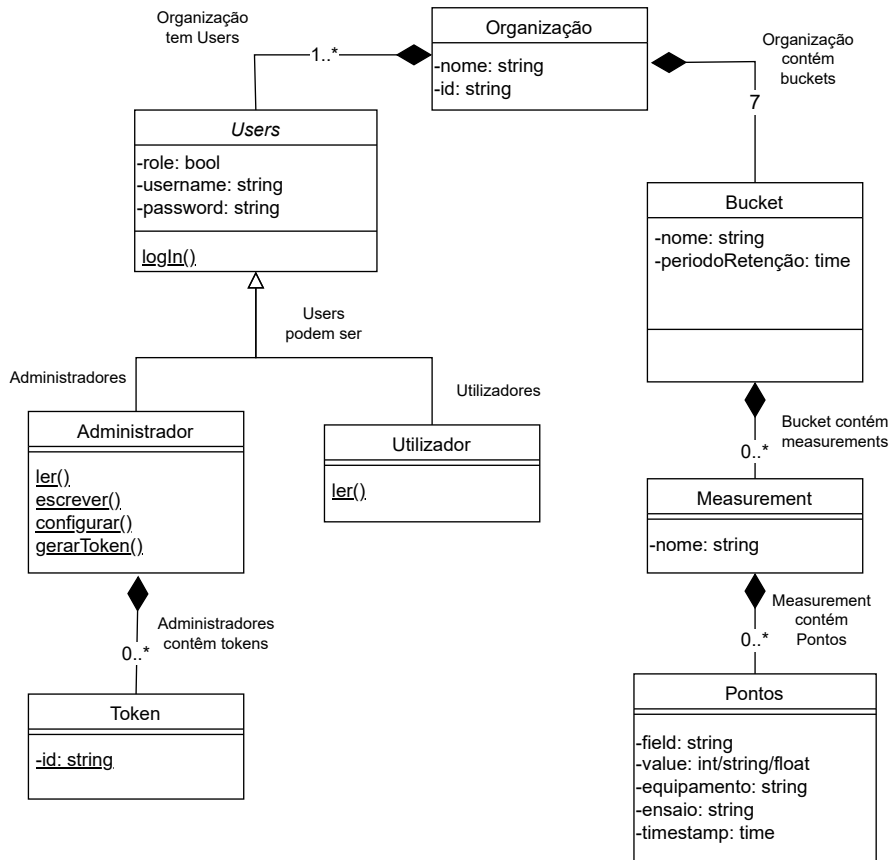 Organização
tem Users
1..*
Organização
-nome: string
-id: string
Organização
contém
buckets
7
Users
-role: bool
-username: string
-password: string
logIn()
Bucket
-nome: string
-periodoRetenção: time
Users
podem ser
Administradores
Utilizadores
Administrador
ler()
escrever()
configurar()
gerarToken()
Utilizador
ler()
Bucket contém
measurements
0..*
Measurement
-nome: string
Administradores
contêm tokens
0..*
Measurement
contém
Pontos
0..*
Token
-id: string
Pontos
-field: string
-value: int/string/float
-equipamento: string
-ensaio: string
-timestamp: time